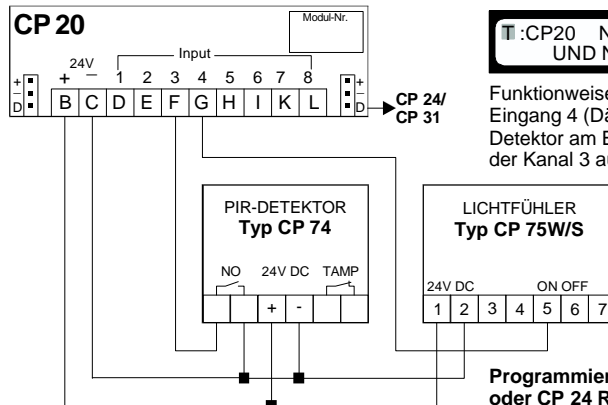 CP 20
Modul-Nr.
24V
Input
+ − 1 2 3 4 5 6 7 8
+
−
D
B C D E F G H I K L
+
−
D
CP 24/
CP 31
T :CP20
UND
Funktionweise
Eingang 4
Detektor am
der Kanal 3
PIR-DETEKTOR
Typ CP 74
NO 24V DC TAMP
+ -
LICHTFÜHLER
Typ CP 75W/S
24V DC ON OFF
1 2 3 4 5 6 7
oder CP 24